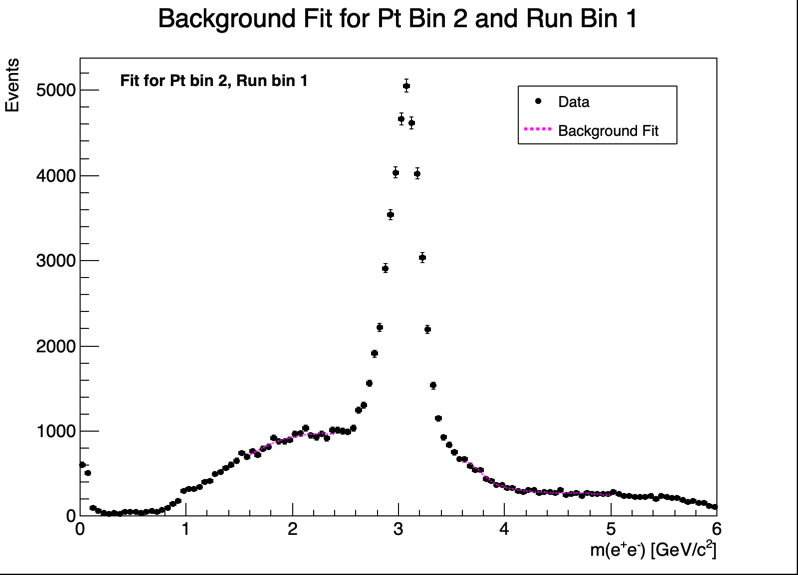 Background Fit for Pt Bin 2 and Run Bin 1
Events
Fit for Pt bin 2, Run bin 1
Data
Background Fit
5000
4000
3000
2000
1000
0
0 1 2 3 4 5 6
m(e⁺e⁻) [GeV/c²]